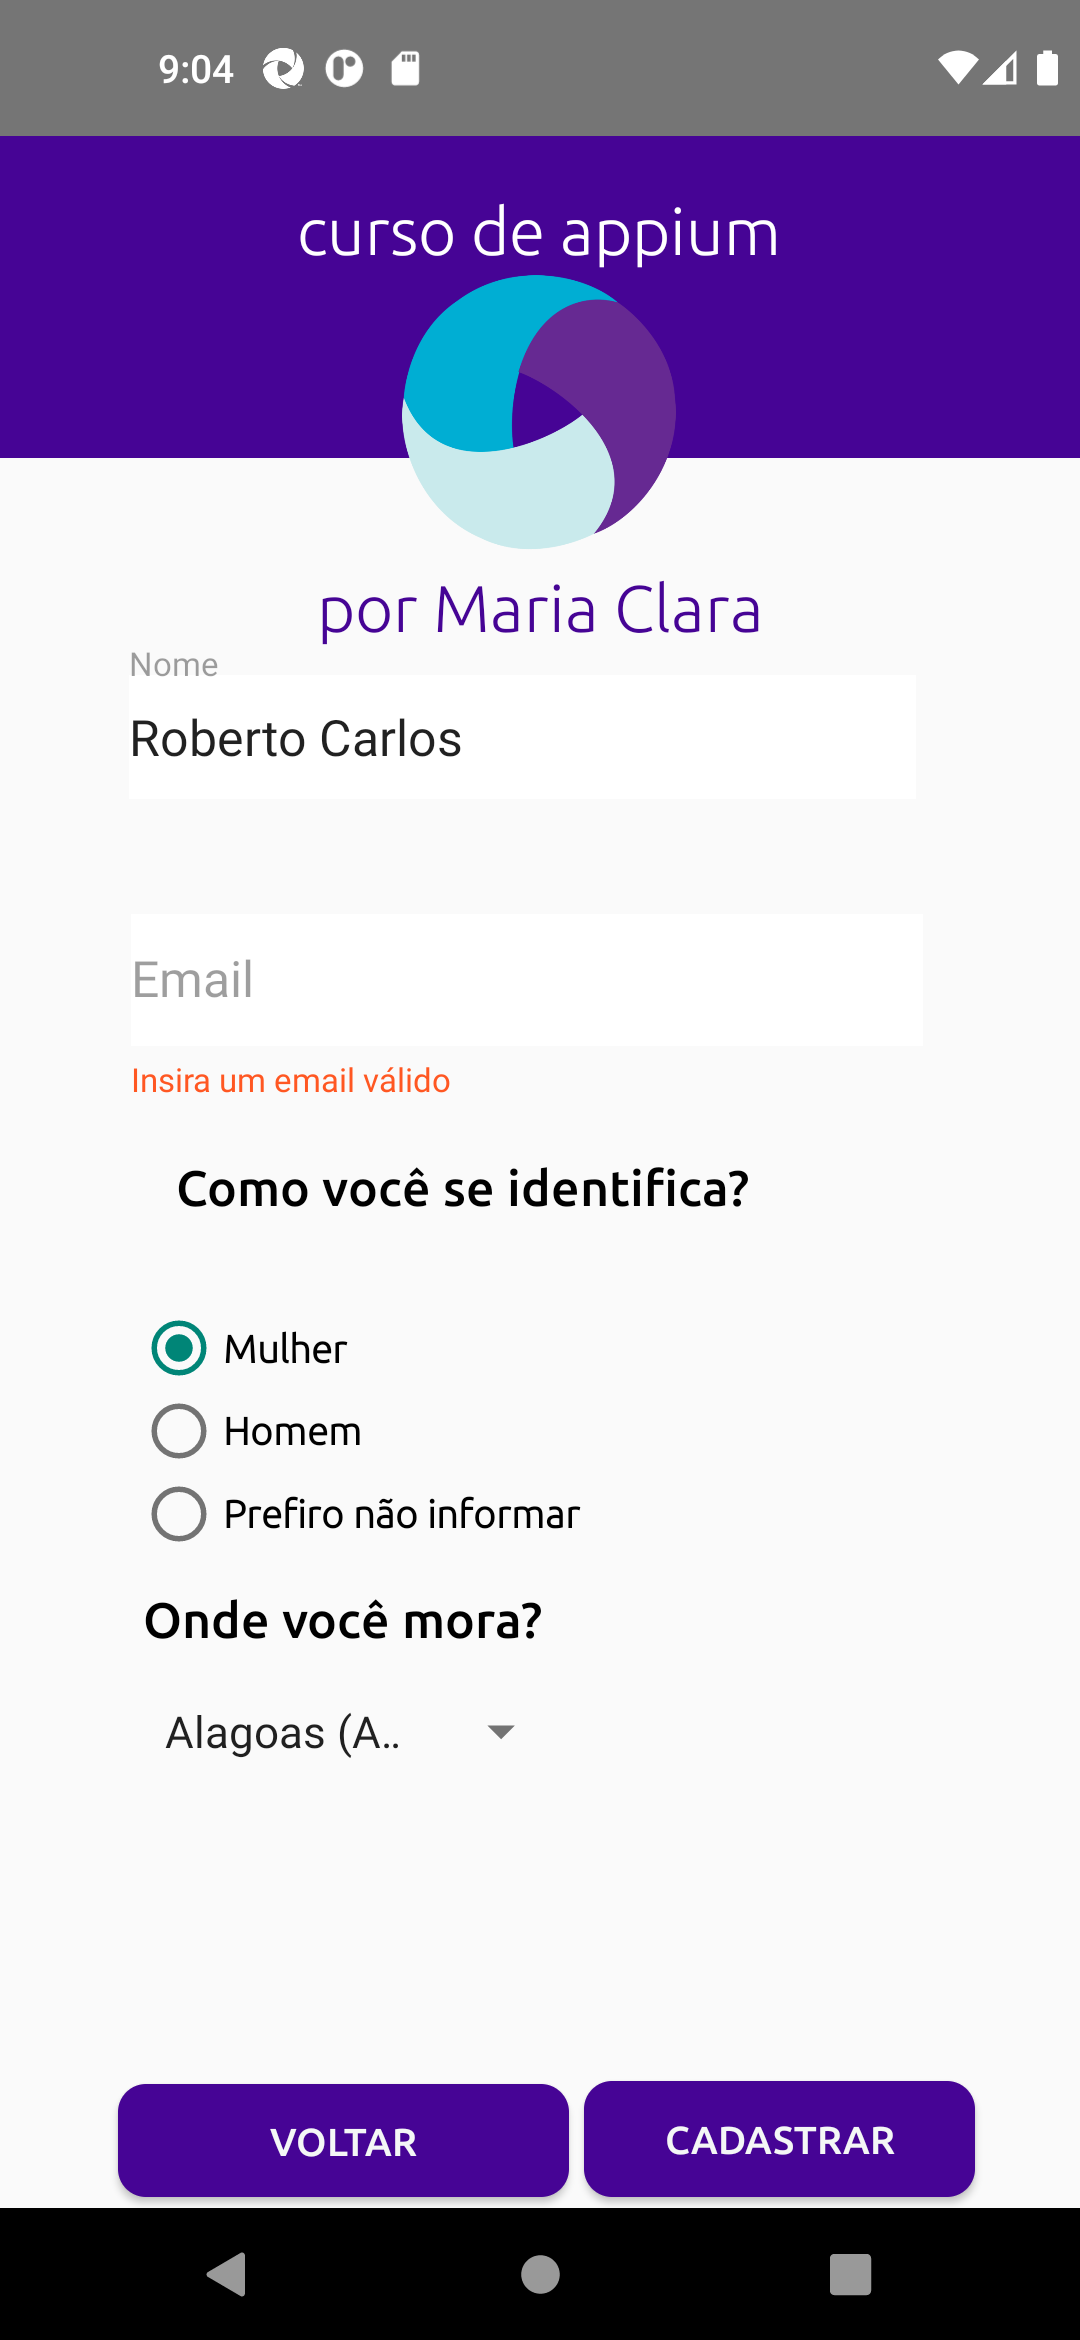 9:04
curso de appium
por Maria Clara
Nome
Roberto Carlos
Email
Insira um email válido
Como você se identifica?
Mulher
Homem
Prefiro não informar
Onde você mora?
Alagoas (A..
VOLTAR
CADASTRAR